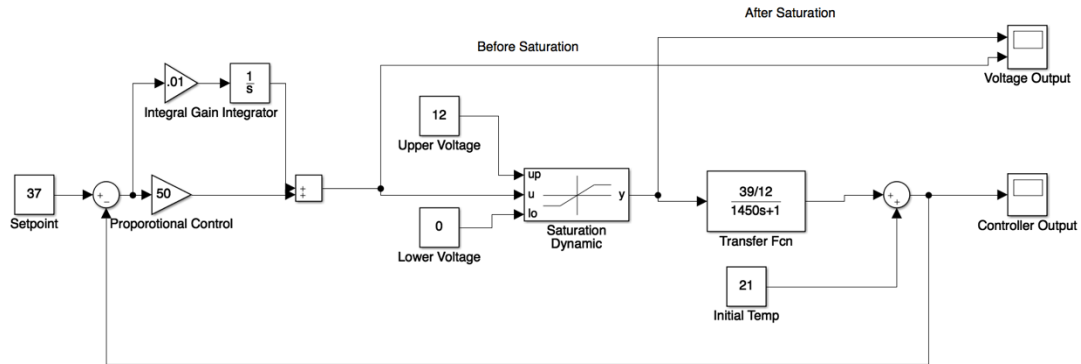 After Saturation
Before Saturation
Voltage Output
.01
1
s
Integral Gain Integrator
12
Upper Voltage
37
Setpoint
+
−
50
Proporotional Control
+
+
up
u
lo
y
Saturation
Dynamic
0
Lower Voltage
39/12
1450s+1
Transfer Fcn
+
+
Controller Output
21
Initial Temp